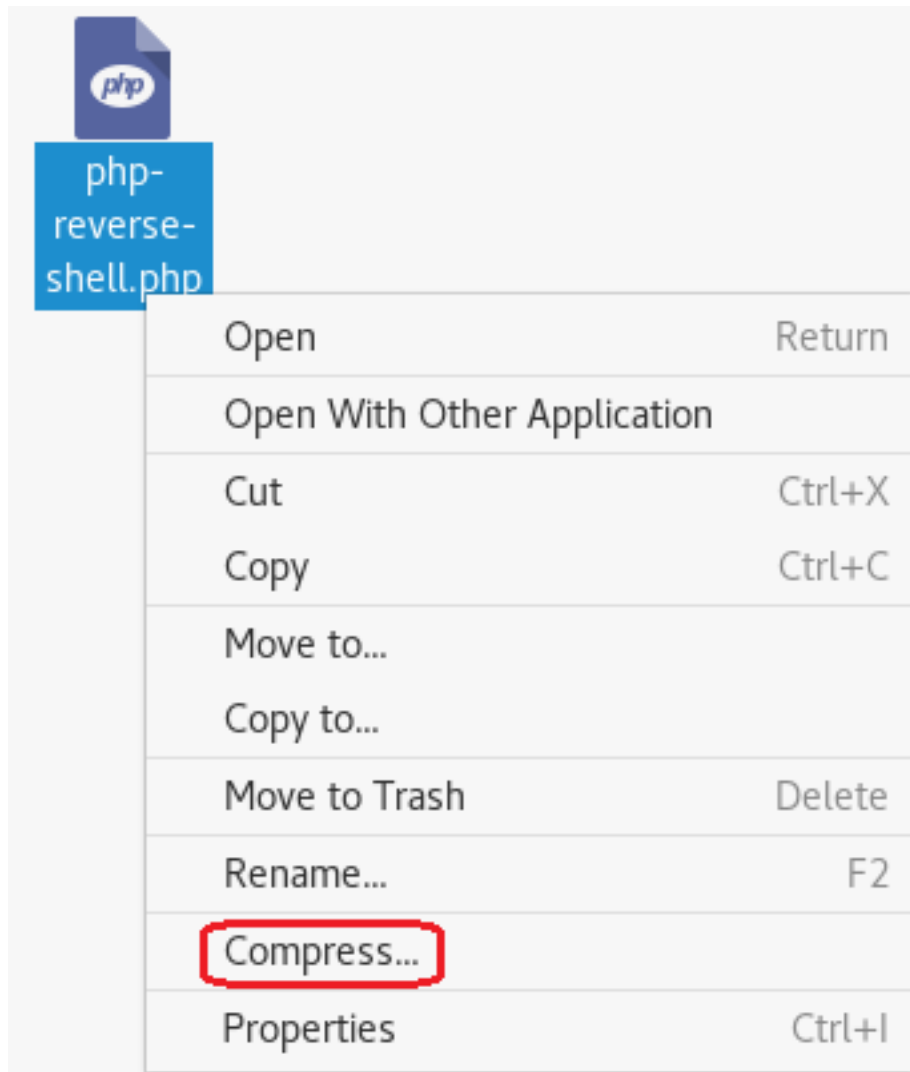 php
php-
reverse-
shell.php
Open Return
Open With Other Application
Cut Ctrl+X
Copy Ctrl+C
Move to...
Copy to...
Move to Trash Delete
Rename... F2
Compress...
Properties Ctrl+I